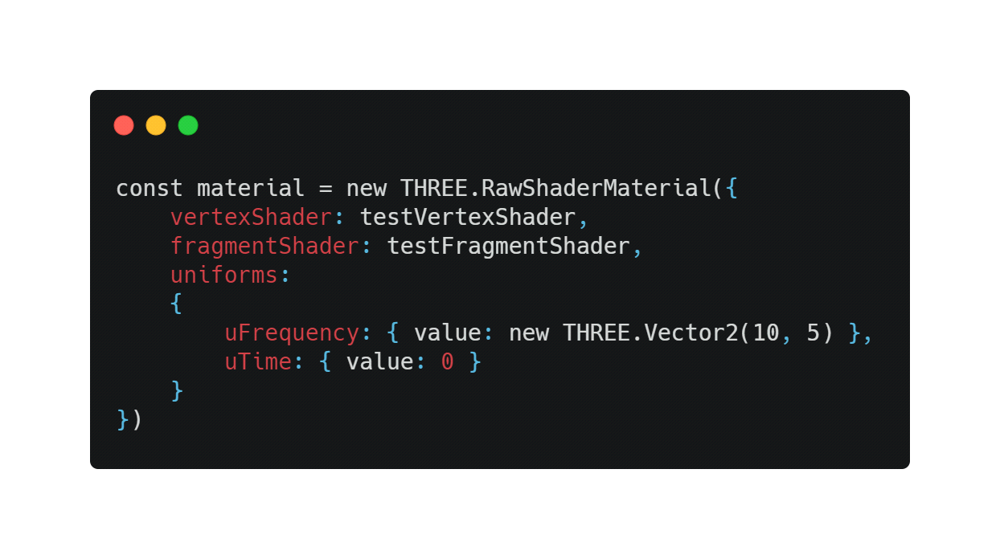 const material = new THREE.RawShaderMaterial({
    vertexShader: testVertexShader,
    fragmentShader: testFragmentShader,
    uniforms:
    {
        uFrequency: { value: new THREE.Vector2(10, 5) },
        uTime: { value: 0 }
    }
})